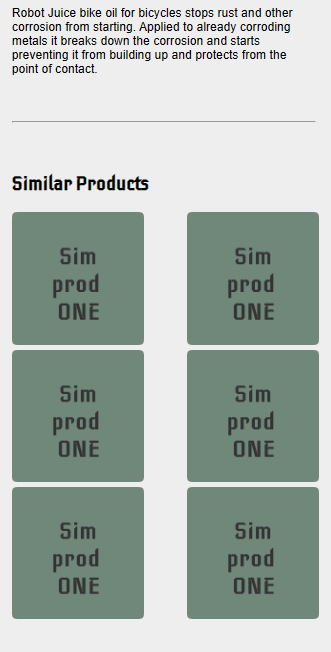 Robot Juice bike oil for bicycles stops rust and other
corrosion from starting. Applied to already corroding
metals it breaks down the corrosion and starts
preventing it from building up and protects from the
point of contact.
Similar Products
Sim
prod
ONE
Sim
prod
ONE
Sim
prod
ONE
Sim
prod
ONE
Sim
prod
ONE
Sim
prod
ONE